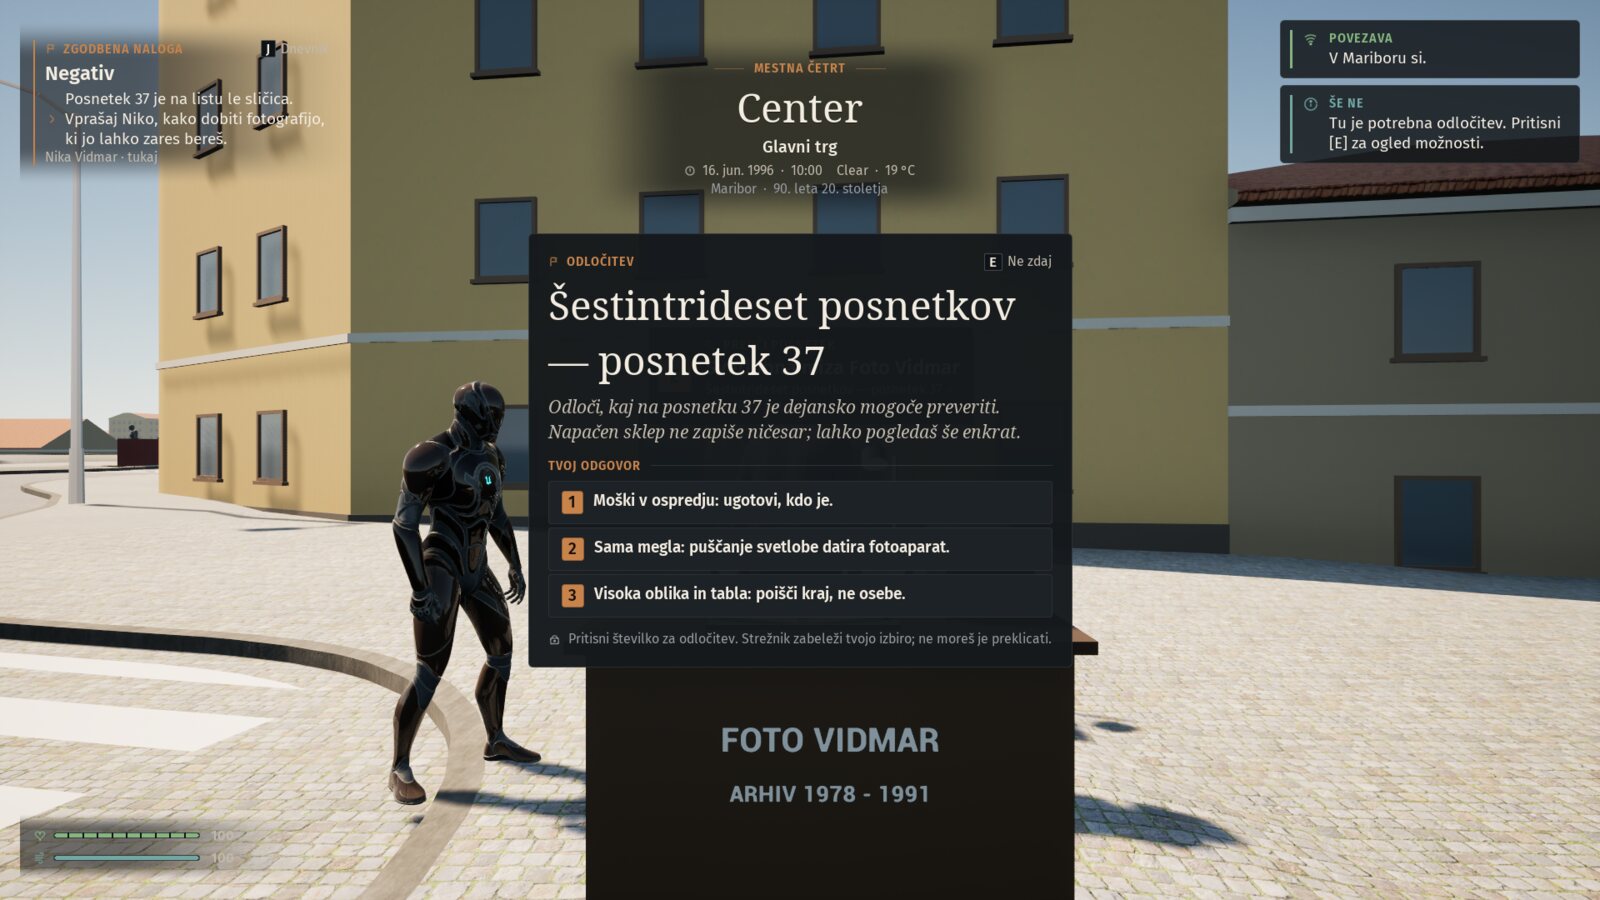 ZGODBENA NALOGA
J Dnevnik
Negativ
Posnetek 37 je na listu le sličica.
Vprašaj Niko, kako dobiti fotografijo,
ki jo lahko zares bereš.
Nika Vidmar · tukaj
MESTNA ČETRT
Center
Glavni trg
16. jun. 1996 · 10:00 Clear · 19 °C
Maribor · 90. leta 20. stoletja
POVEZAVA
V Mariboru si.
ŠE NE
Tu je potrebna odločitev. Pritisni
[E] za ogled možnosti.
ODLOČITEV
E Ne zdaj
Šestintrideset posnetkov
— posnetek 37
Odloči, kaj na posnetku 37 je dejansko mogoče preveriti.
Napačen sklep ne zapiše ničesar; lahko pogledaš še enkrat.
TVOJ ODGOVOR
1 Moški v ospredju: ugotovi, kdo je.
2 Sama megla: puščanje svetlobe datira fotoaparat.
3 Visoka oblika in tabla: poišči kraj, ne osebe.
Pritisni številko za odločitev. Strežnik zabeleži tvojo izbiro; ne moreš je preklicati.
FOTO VIDMAR
ARHIV 1978 - 1991
100
100